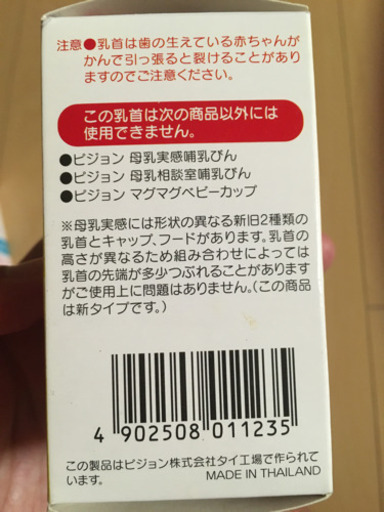 注意●乳首は歯の生えている赤ちゃんが
かんで引っ張ると裂けることがあり
ますのでご注意ください。
この乳首は次の商品以外には
使用できません。
●ピジョン 母乳実感哺乳びん
●ピジョン 母乳相談室哺乳びん
●ピジョン マグマグベビーカップ
※母乳実感には形状の異なる新旧2種類の
乳首とキャップ、フードがあります。乳首の
高さが異なるため組み合わせによっては
乳首の先端が多少つぶれることがあります
がご使用上に問題はありません。(この商品
は新タイプです。)
4 902508 011235
この製品はピジョン株式会社タイ工場で作られて
います。 MADE IN THAILAND